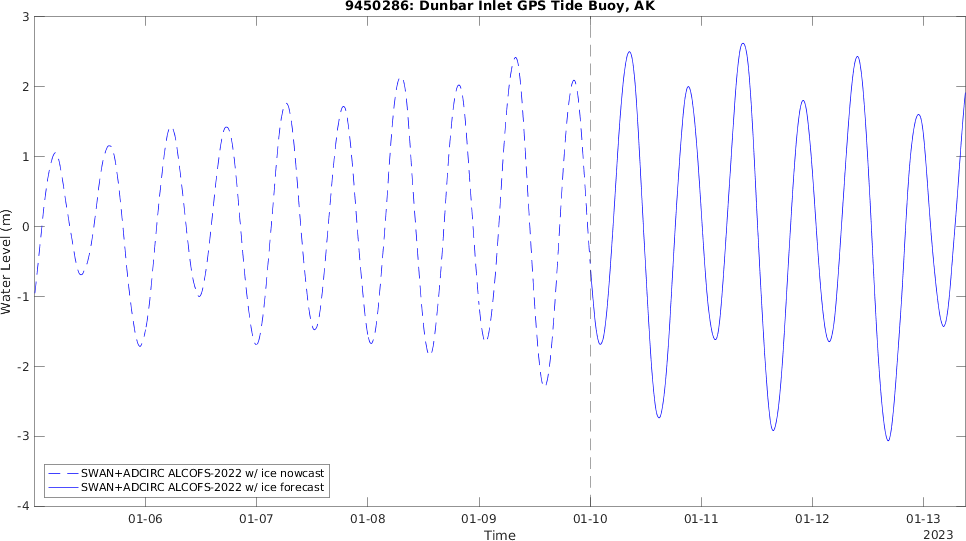 9450286: Dunbar Inlet GPS Tide Buoy, AK
3
2
1
0
-1
-2
-3
-4
Water Level (m)
SWAN+ADCIRC ALCOFS-2022 w/ ice nowcast
SWAN+ADCIRC ALCOFS-2022 w/ ice forecast
01-06 01-07 01-08 01-09 01-10 01-11 01-12 01-13
Time
2023